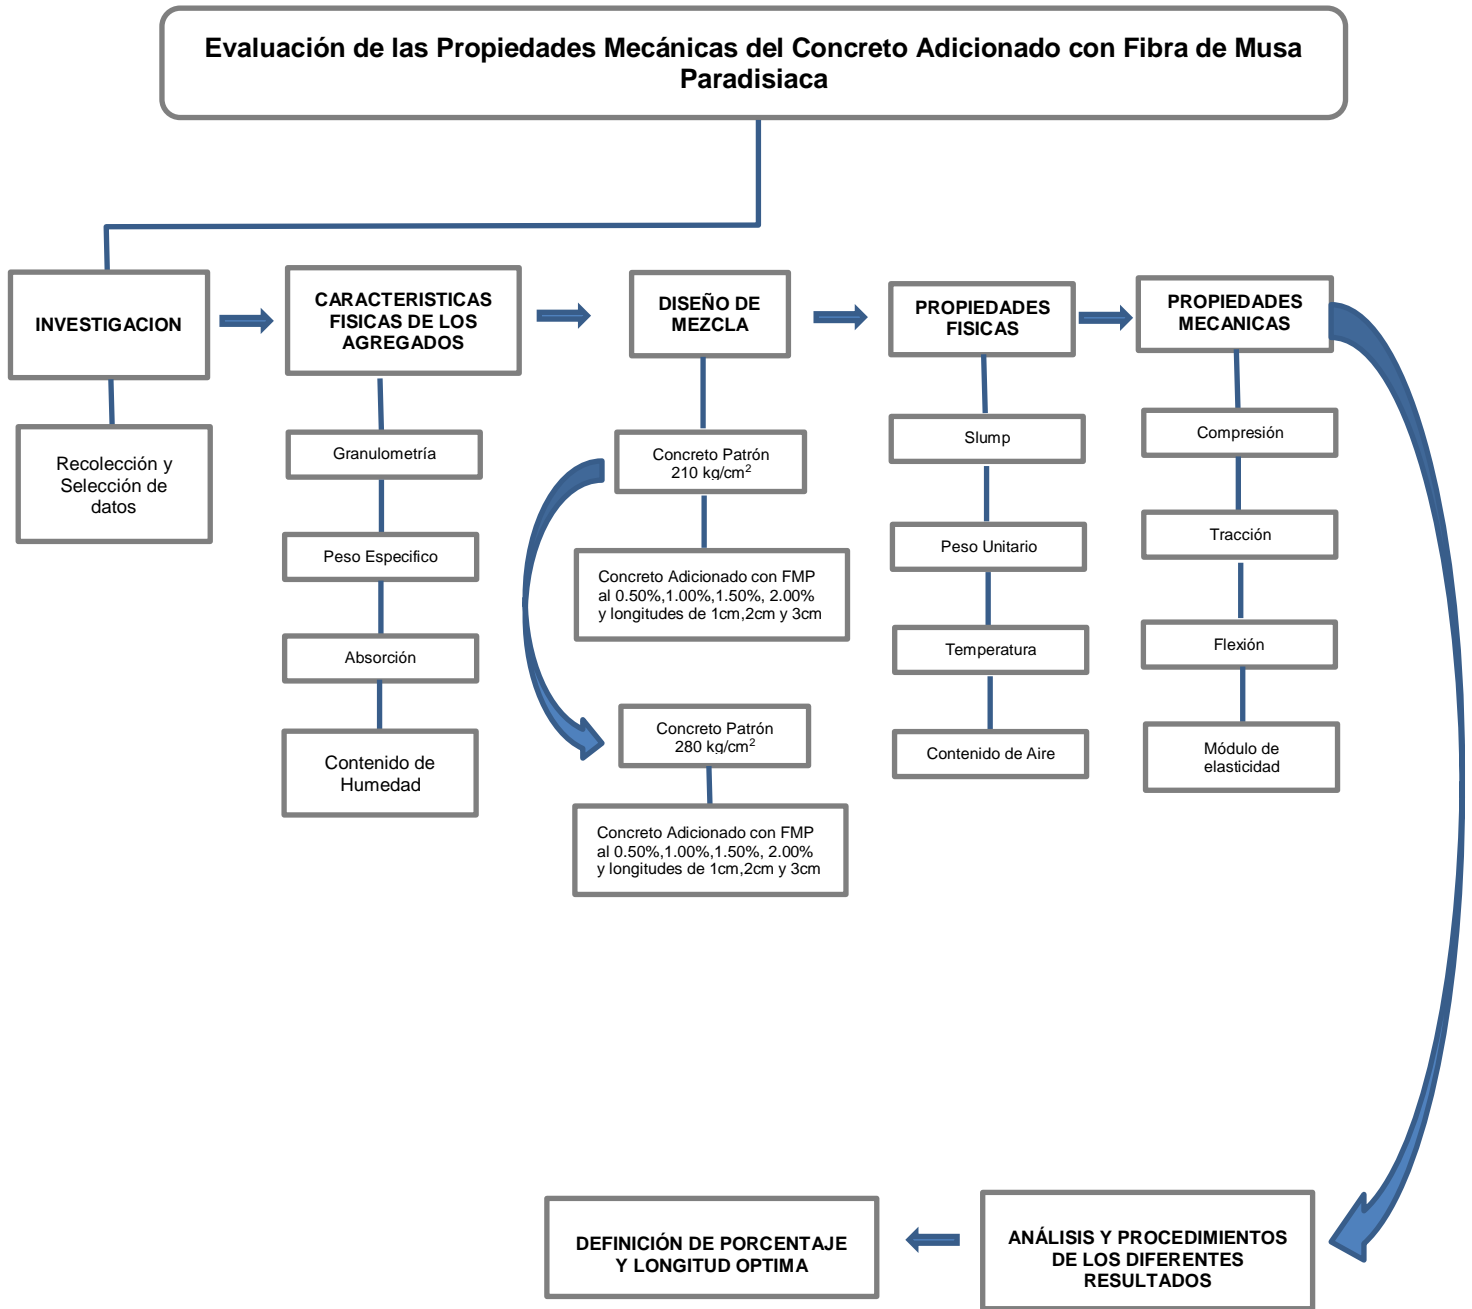 Evaluación de las Propiedades Mecánicas del Concreto Adicionado con Fibra de Musa
Paradisiaca
INVESTIGACION
Recolección y
Selección de
datos
CARACTERISTICAS
FISICAS DE LOS
AGREGADOS
Granulometría
Peso Especifico
Absorción
Contenido de
Humedad
DISEÑO DE
MEZCLA
Concreto Patrón
210 kg/cm²
Concreto Adicionado con FMP
al 0.50%,1.00%,1.50%, 2.00%
y longitudes de 1cm,2cm y 3cm
Concreto Patrón
280 kg/cm²
Concreto Adicionado con FMP
al 0.50%,1.00%,1.50%, 2.00%
y longitudes de 1cm,2cm y 3cm
PROPIEDADES
FISICAS
Slump
Peso Unitario
Temperatura
Contenido de Aire
PROPIEDADES
MECANICAS
Compresión
Tracción
Flexión
Módulo de
elasticidad
ANÁLISIS Y PROCEDIMIENTOS
DE LOS DIFERENTES
RESULTADOS
DEFINICIÓN DE PORCENTAJE
Y LONGITUD OPTIMA